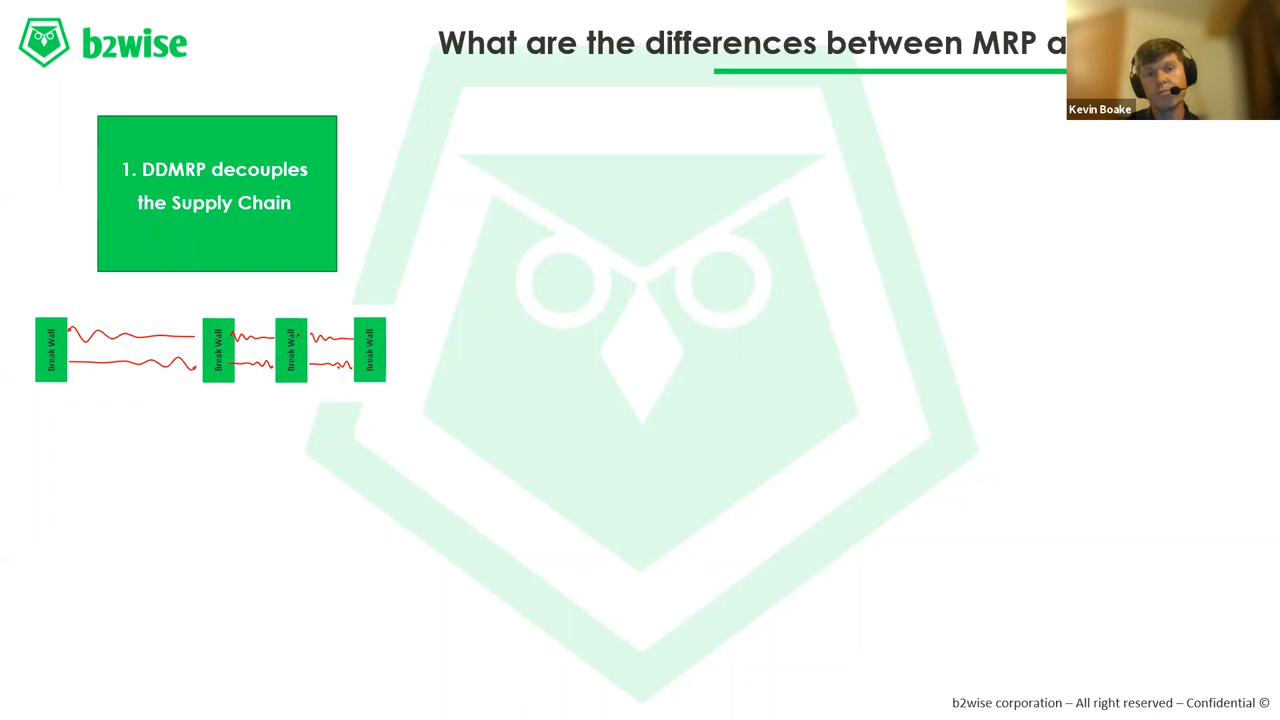 b2wise
What are the differences between MRP a
Kevin Boake
1. DDMRP decouples
the Supply Chain
Break Wall
Break Wall
Break Wall
Break Wall
b2wise corporation – All right reserved – Confidential ©